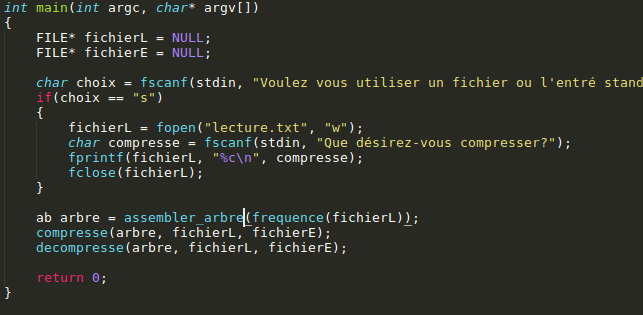 int main(int argc, char* argv[])
{
FILE* fichierL = NULL;
FILE* fichierE = NULL;
char choix = fscanf(stdin, "Voulez vous utiliser un fichier ou l'entré stand
if(choix == "s")
{
fichierL = fopen("lecture.txt", "w");
char compresse = fscanf(stdin, "Que désirez-vous compresser?");
fprintf(fichierL, "%c\n", compresse);
fclose(fichierL);
}
ab arbre = assembler_arbre(frequence(fichierL));
compresse(arbre, fichierL, fichierE);
decompresse(arbre, fichierL, fichierE);
return 0;
}